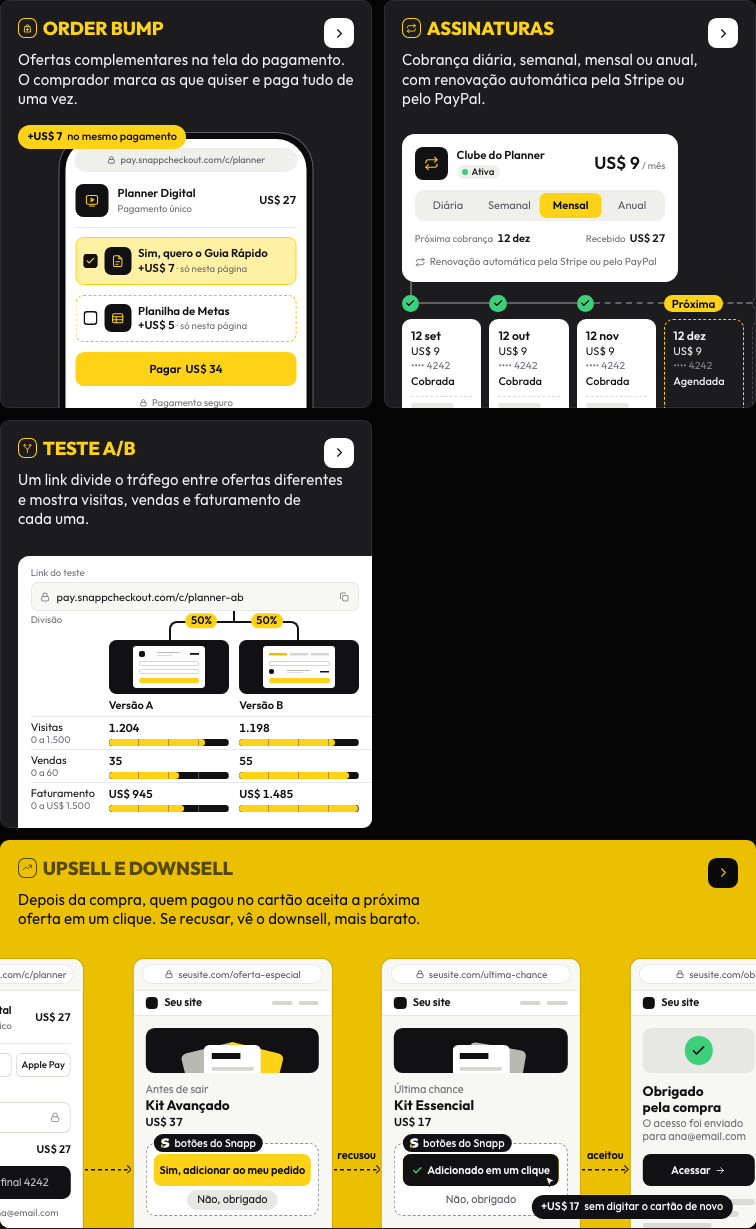 ORDER BUMP
Ofertas complementares na tela do pagamento.
O comprador marca as que quiser e paga tudo de
uma vez.
+US$ 7 no mesmo pagamento
pay.snappcheckout.com/c/planner
Planner Digital
Pagamento único
US$ 27
Sim, quero o Guia Rápido
+US$ 7 · só nesta página
Planilha de Metas
+US$ 5 · só nesta página
Pagar US$ 34
Pagamento seguro
ASSINATURAS
Cobrança diária, semanal, mensal ou anual,
com renovação automática pela Stripe ou
pelo PayPal.
Clube do Planner
Ativa
US$ 9 / mês
Diária Semanal Mensal Anual
Próxima cobrança 12 dez Recebido US$ 27
Renovação automática pela Stripe ou pelo PayPal
Próxima
12 set
US$ 9
•••• 4242
Cobrada
12 out
US$ 9
•••• 4242
Cobrada
12 nov
US$ 9
•••• 4242
Cobrada
12 dez
US$ 9
•••• 4242
Agendada
TESTE A/B
Um link divide o tráfego entre ofertas diferentes
e mostra visitas, vendas e faturamento de
cada uma.
Link do teste
pay.snappcheckout.com/c/planner-ab
Divisão
50% 50%
Versão A Versão B
Visitas 1.204 1.198
0 a 1.500
Vendas 35 55
0 a 60
Faturamento US$ 945 US$ 1.485
0 a US$ 1.500
UPSELL E DOWNSELL
Depois da compra, quem pagou no cartão aceita a próxima
oferta em um clique. Se recusar, vê o downsell, mais barato.
.com/c/planner
tal
ico
US$ 27
Apple Pay
US$ 27
final 4242
na@email.com
seusite.com/oferta-especial
Seu site
Antes de sair
Kit Avançado
US$ 37
botões do Snapp
Sim, adicionar ao meu pedido
Não, obrigado
recusou
seusite.com/ultima-chance
Seu site
Última chance
Kit Essencial
US$ 17
botões do Snapp
Adicionado em um clique
Não, obrigado
aceitou
seusite.com/ob
Seu site
Obrigado
pela compra
O acesso foi enviado
para ana@email.com
Acessar →
+US$ 17 sem digitar o cartão de novo